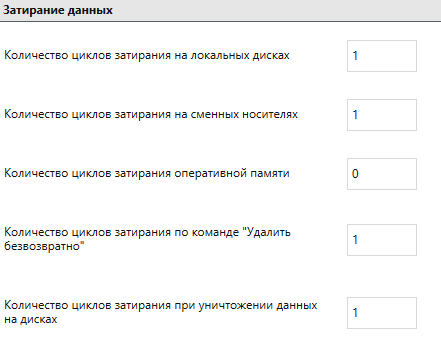 Затирание данных
Количество циклов затирания на локальных дисках
1
Количество циклов затирания на сменных носителях
1
Количество циклов затирания оперативной памяти
0
Количество циклов затирания по команде "Удалить
безвозвратно"
1
Количество циклов затирания при уничтожении данных
на дисках
1